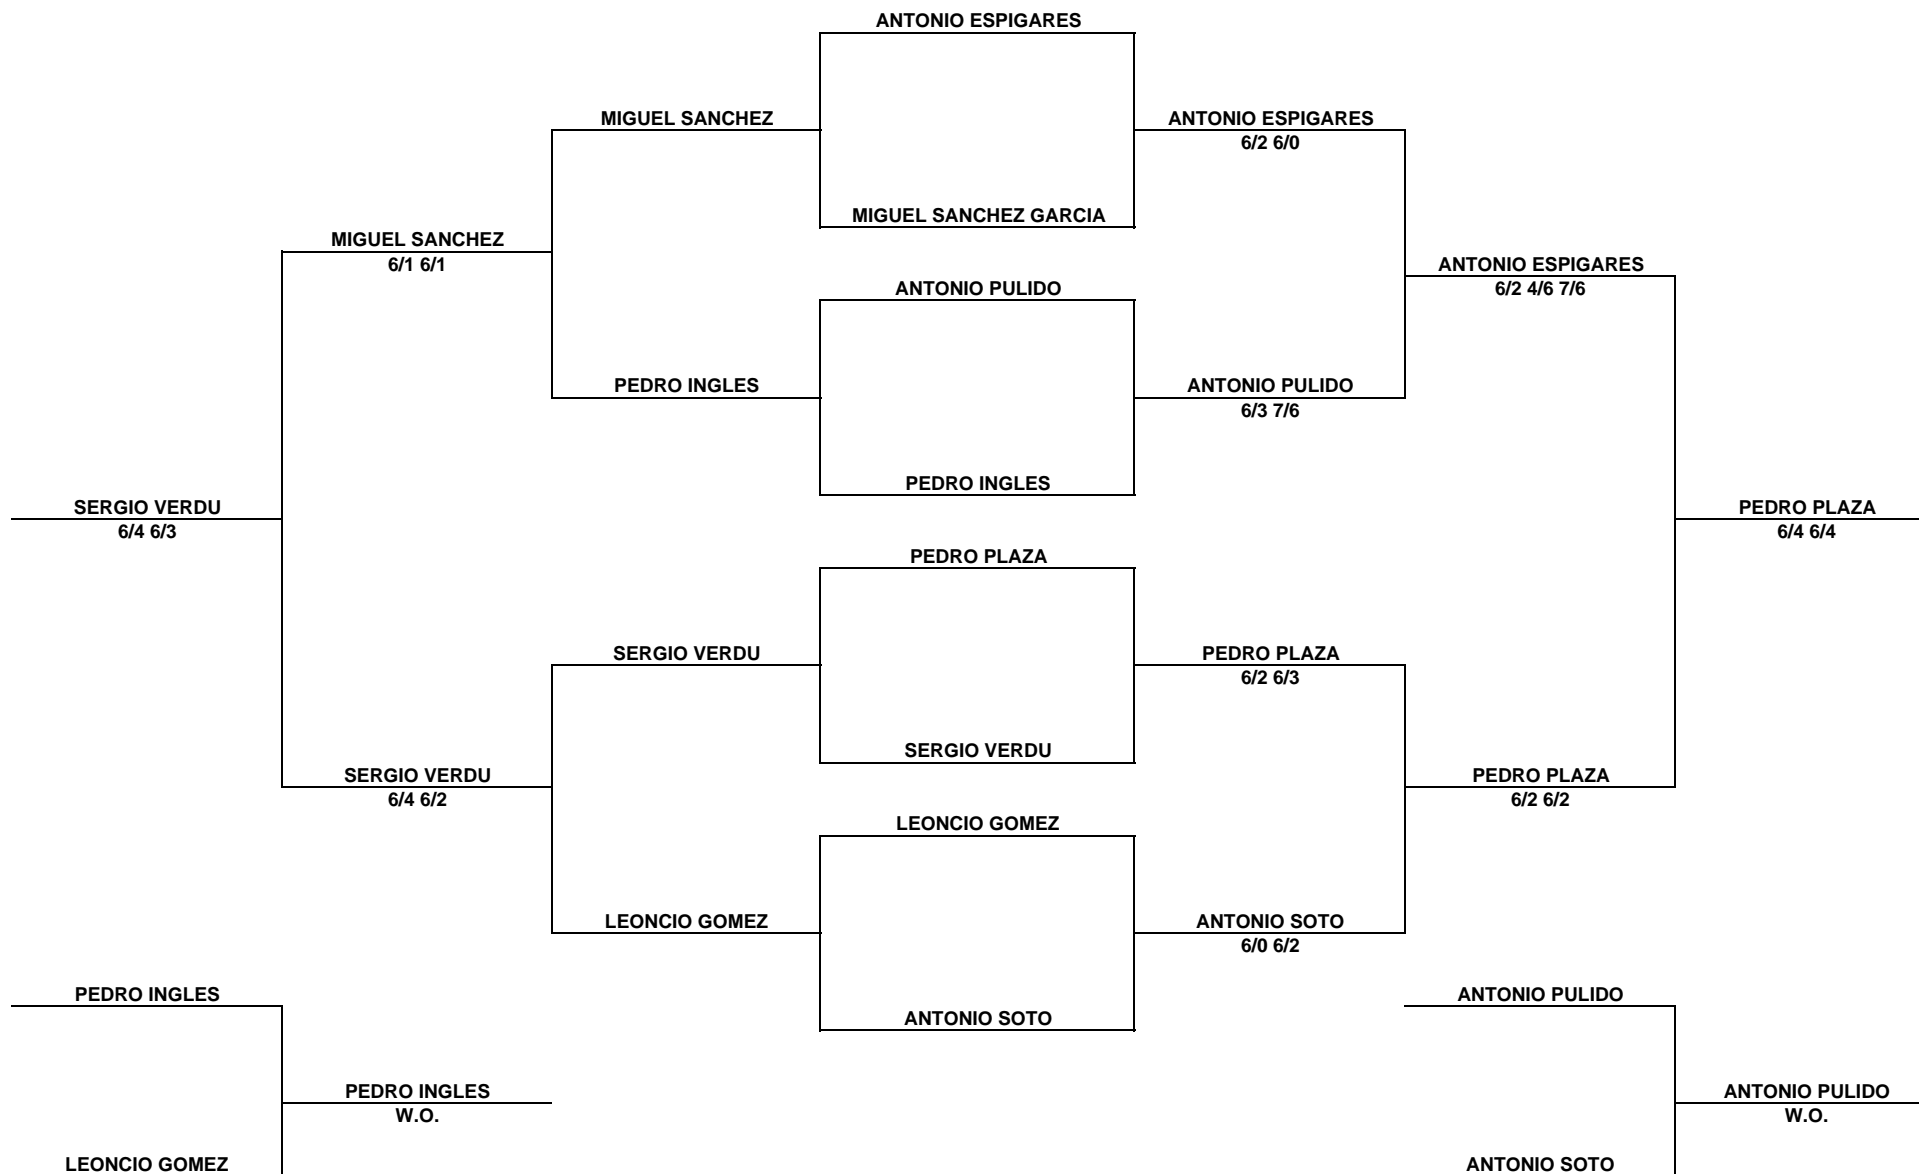 ANTONIO ESPIGARES
MIGUEL SANCHEZ
ANTONIO ESPIGARES
6/2 6/0
MIGUEL SANCHEZ GARCIA
MIGUEL SANCHEZ
6/1 6/1
ANTONIO ESPIGARES
6/2 4/6 7/6
ANTONIO PULIDO
PEDRO INGLES
ANTONIO PULIDO
6/3 7/6
PEDRO INGLES
SERGIO VERDU
6/4 6/3
PEDRO PLAZA
6/4 6/4
PEDRO PLAZA
SERGIO VERDU
PEDRO PLAZA
6/2 6/3
SERGIO VERDU
SERGIO VERDU
6/4 6/2
PEDRO PLAZA
6/2 6/2
LEONCIO GOMEZ
LEONCIO GOMEZ
ANTONIO SOTO
6/0 6/2
PEDRO INGLES
ANTONIO PULIDO
ANTONIO SOTO
PEDRO INGLES
W.O.
ANTONIO PULIDO
W.O.
LEONCIO GOMEZ
ANTONIO SOTO